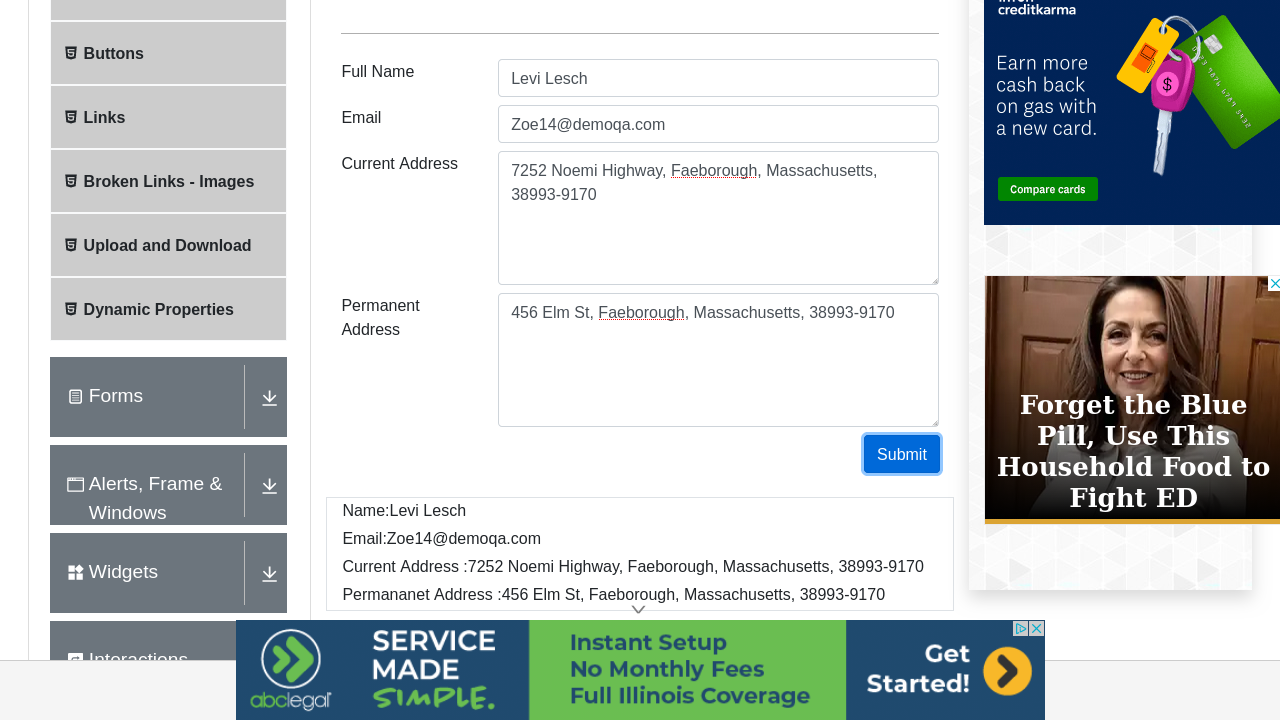 Buttons
Links
Broken Links - Images
Upload and Download
Dynamic Properties
Forms
Alerts, Frame &
Windows
Widgets
Full Name
Levi Lesch
Email
Zoe14@demoqa.com
Current Address
7252 Noemi Highway, Faeborough, Massachusetts,
38993-9170
Permanent
Address
456 Elm St, Faeborough, Massachusetts, 38993-9170
Submit
Name:Levi Lesch
Email:Zoe14@demoqa.com
Current Address :7252 Noemi Highway, Faeborough, Massachusetts, 38993-9170
Permananet Address :456 Elm St, Faeborough, Massachusetts, 38993-9170
creditkarma
Earn more
cash back
on gas with
a new card.
Compare cards
Forget the Blue
Pill, Use This
Household Food to
Fight ED
Interactions
abclegal
SERVICE
MADE
SIMPLE.
Instant Setup
No Monthly Fees
Full Illinois Coverage
Get
Started!